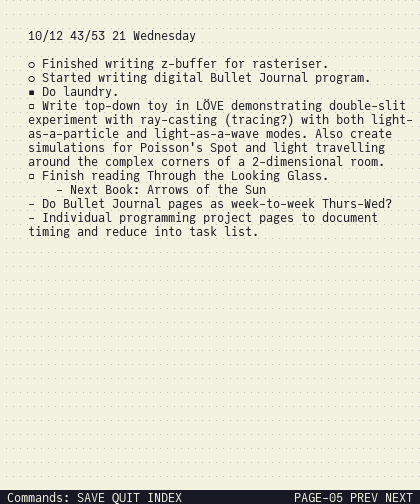 10/12 43/53 21 Wednesday
○ Finished writing z-buffer for rasteriser.
○ Started writing digital Bullet Journal program.
▪ Do laundry.
▫ Write top-down toy in LÖVE demonstrating double-slit
experiment with ray-casting (tracing?) with both light-
as-a-particle and light-as-a-wave modes. Also create
simulations for Poisson's Spot and light travelling
around the complex corners of a 2-dimensional room.
▫ Finish reading Through the Looking Glass.
– Next Book: Arrows of the Sun
– Do Bullet Journal pages as week-to-week Thurs-Wed?
– Individual programming project pages to document
timing and reduce into task list.
Commands: SAVE QUIT INDEX PAGE-05 PREV NEXT